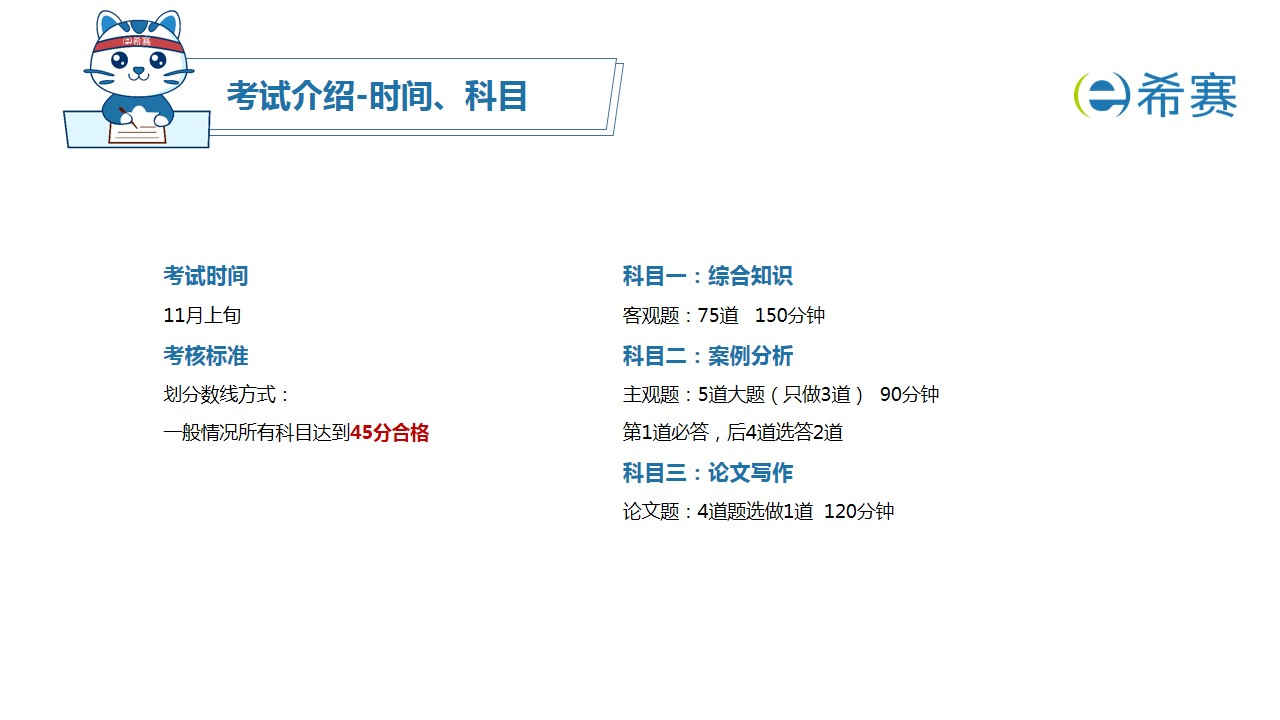 希赛
考试介绍-时间、科目
希赛
考试时间
11月上旬
考核标准
划分数线方式：
一般情况所有科目达到45分合格
科目一：综合知识
客观题：75道 150分钟
科目二：案例分析
主观题：5道大题（只做3道） 90分钟
第1道必答，后4道选答2道
科目三：论文写作
论文题：4道题选做1道 120分钟